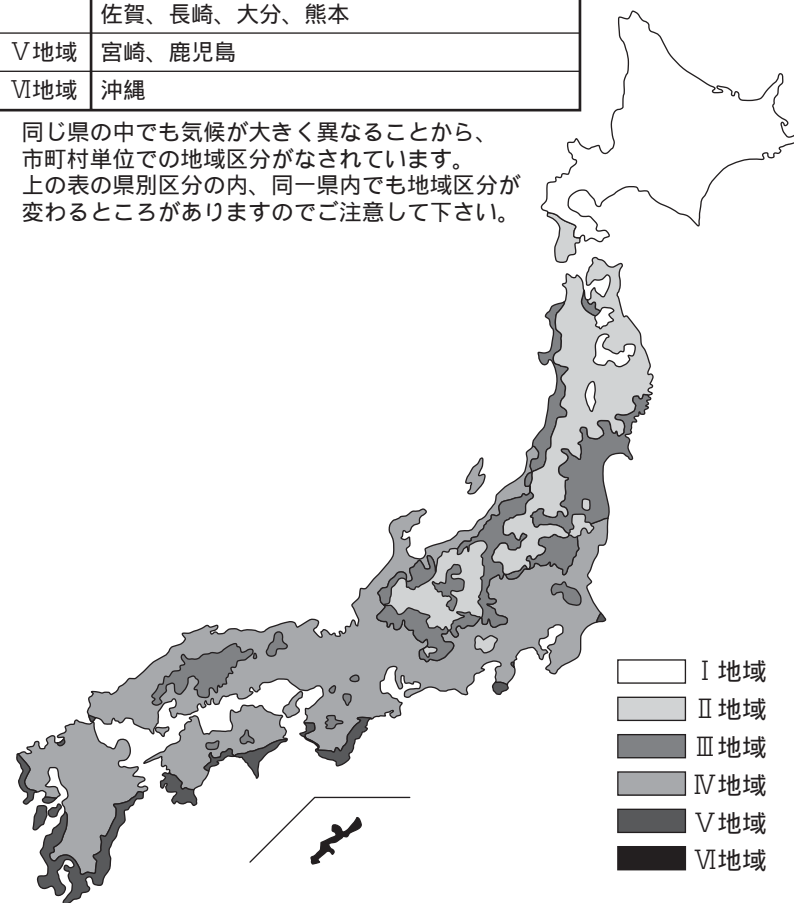 佐賀、長崎、大分、熊本
Ⅴ地域 宮崎、鹿児島
Ⅵ地域 沖縄
同じ県の中でも気候が大きく異なることから、
市町村単位での地域区分がなされています。
上の表の県別区分の内、同一県内でも地域区分が
変わるところがありますのでご注意して下さい。
Ⅰ地域
Ⅱ地域
Ⅲ地域
Ⅳ地域
Ⅴ地域
Ⅵ地域